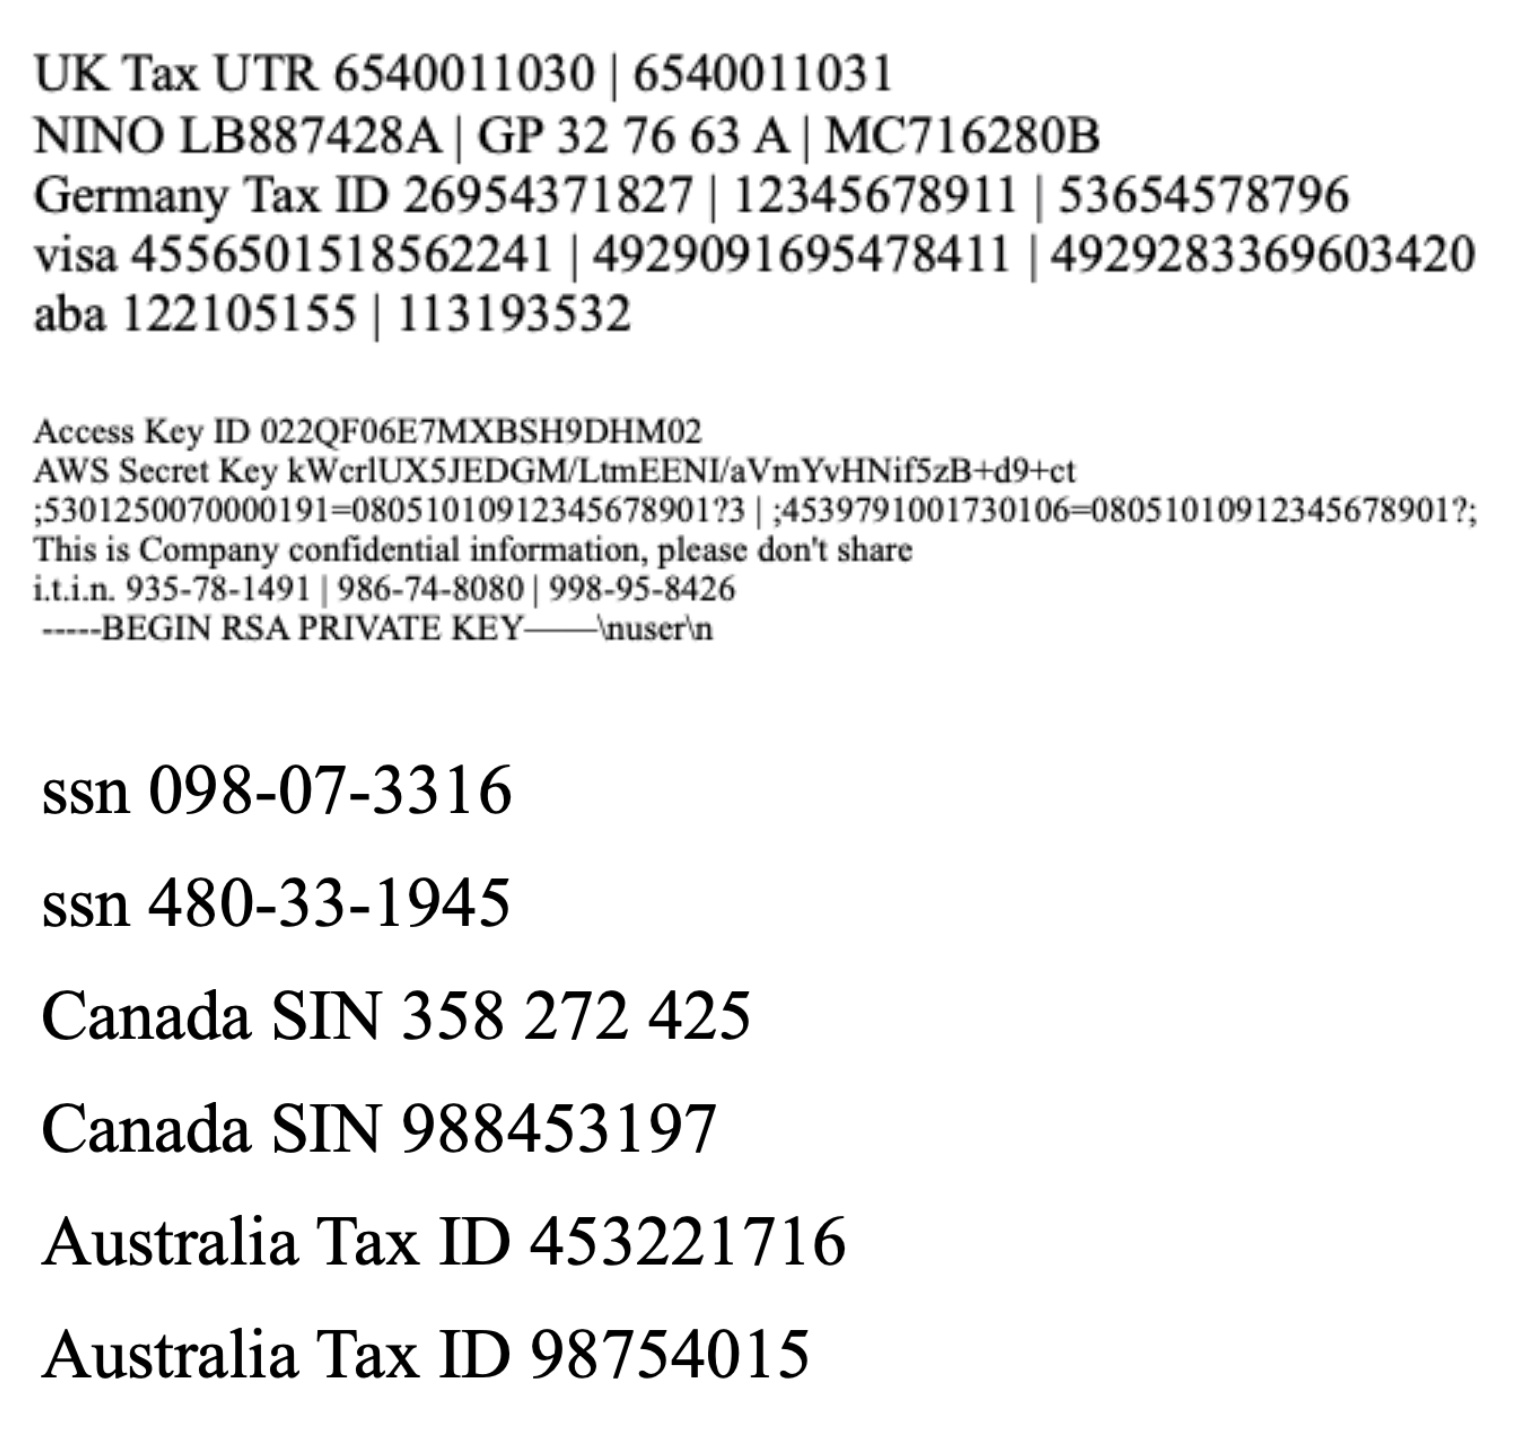 UK Tax UTR 6540011030 | 6540011031
NINO LB887428A | GP 32 76 63 A | MC716280B
Germany Tax ID 26954371827 | 12345678911 | 53654578796
visa 4556501518562241 | 4929091695478411 | 4929283369603420
aba 122105155 | 113193532
Access Key ID 022QF06E7MXBSH9DHM02
AWS Secret Key kWcrlUX5JEDGM/LtmEENI/aVmYvHNif5zB+d9+ct
;5301250070000191=08051010912345678901?3 | ;4539791001730106=08051010912345678901?;
This is Company confidential information, please don't share
i.t.i.n. 935-78-1491 | 986-74-8080 | 998-95-8426
-----BEGIN RSA PRIVATE KEY——\nuser\n
ssn 098-07-3316
ssn 480-33-1945
Canada SIN 358 272 425
Canada SIN 988453197
Australia Tax ID 453221716
Australia Tax ID 98754015